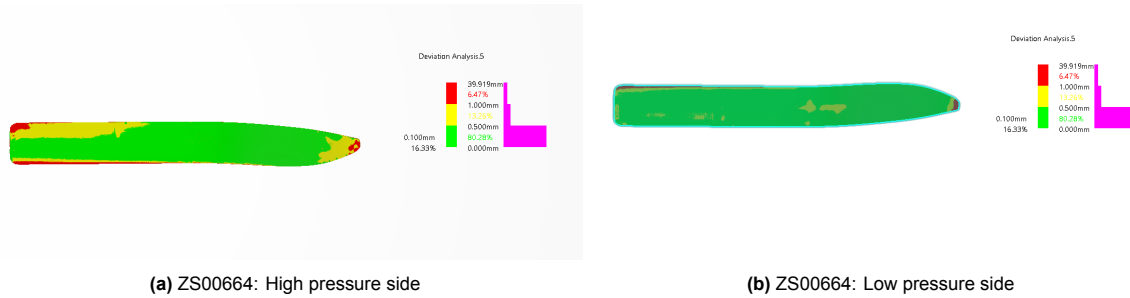 Deviation Analysis.5
39.919mm
6.47%
1.000mm
0.500mm
0.100mm
80.28%
16.33%
0.000mm
Deviation Analysis.5
39.919mm
6.47%
1.000mm
0.500mm
0.100mm
80.28%
16.33%
0.000mm
(a) ZS00664: High pressure side
(b) ZS00664: Low pressure side